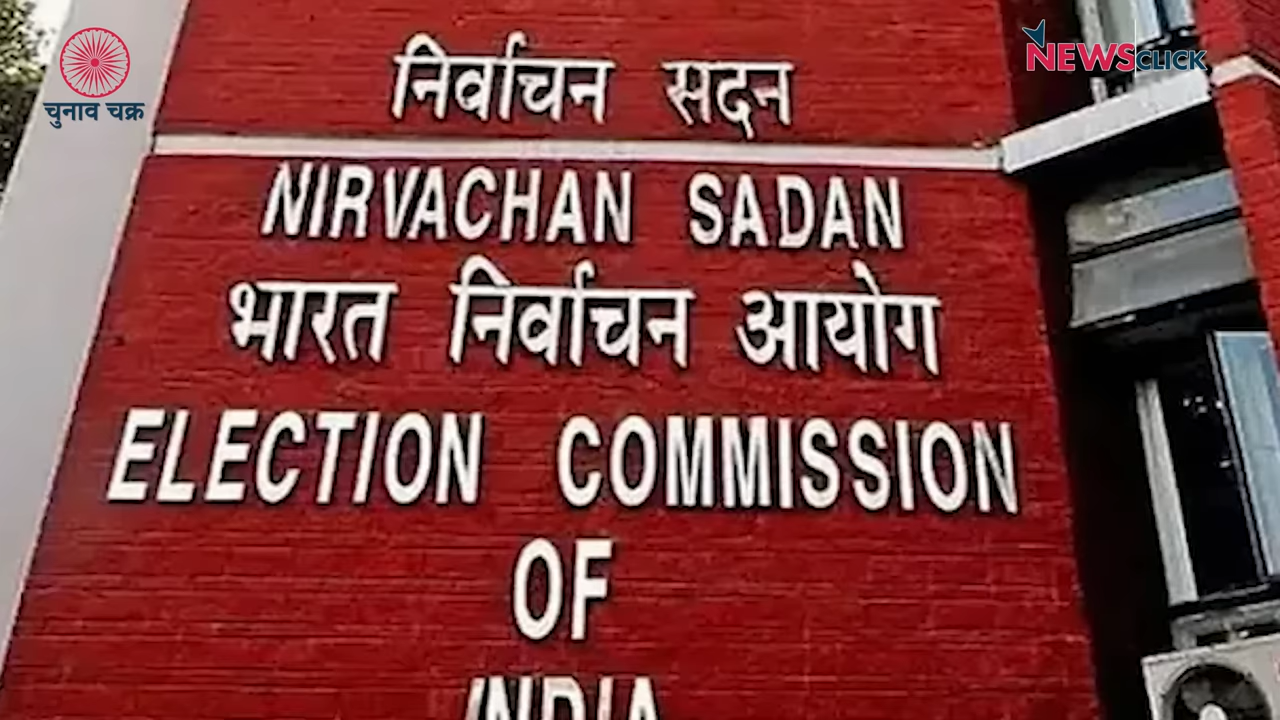 चुनाव चक्र
NEWSCLICK
निर्वाचन सदन
NIRVACHAN SADAN
भारत निर्वाचन आयोग
ELECTION COMMISSION
OF
INDIA